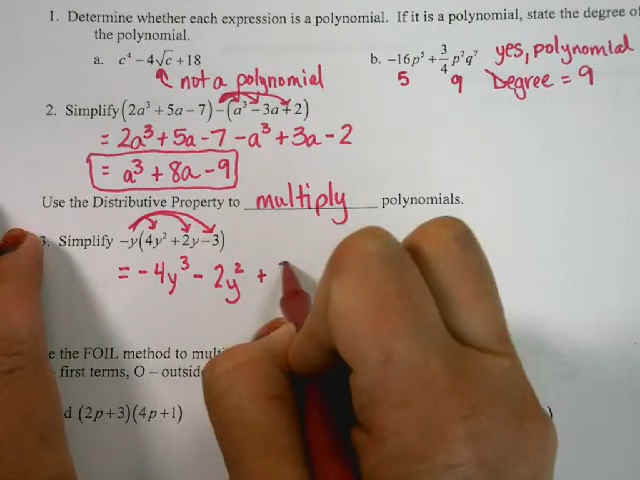 1. Determine whether each expression is a polynomial. If it is a polynomial, state the degree of
the polynomial.
a. c⁴ − 4√c + 18
b. −16p⁵ + 3/4 p²q⁷ yes, polynomial
not a polynomial
5 9 Degree = 9
2. Simplify (2a³ + 5a − 7) − (a³ − 3a + 2)
= 2a³ + 5a − 7 − a³ + 3a − 2
= a³ + 8a − 9
Use the Distributive Property to multiply polynomials.
3. Simplify −y(4y² + 2y − 3)
= −4y³ − 2y² +
e the FOIL method to mul
first terms, O – outsid
d (2p+3)(4p+1)